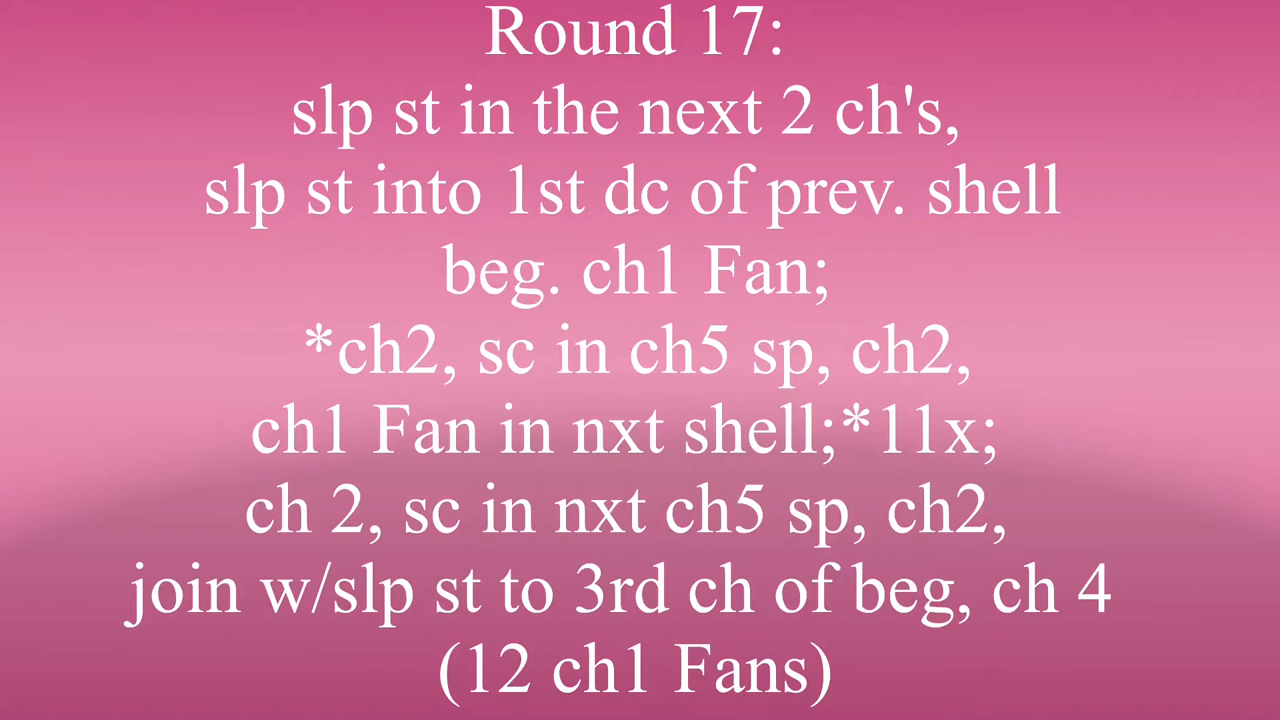 Round 17:
slp st in the next 2 ch's,
slp st into 1st dc of prev. shell
beg. ch1 Fan;
*ch2, sc in ch5 sp, ch2,
ch1 Fan in nxt shell;*11x;
ch 2, sc in nxt ch5 sp, ch2,
join w/slp st to 3rd ch of beg, ch 4
(12 ch1 Fans)